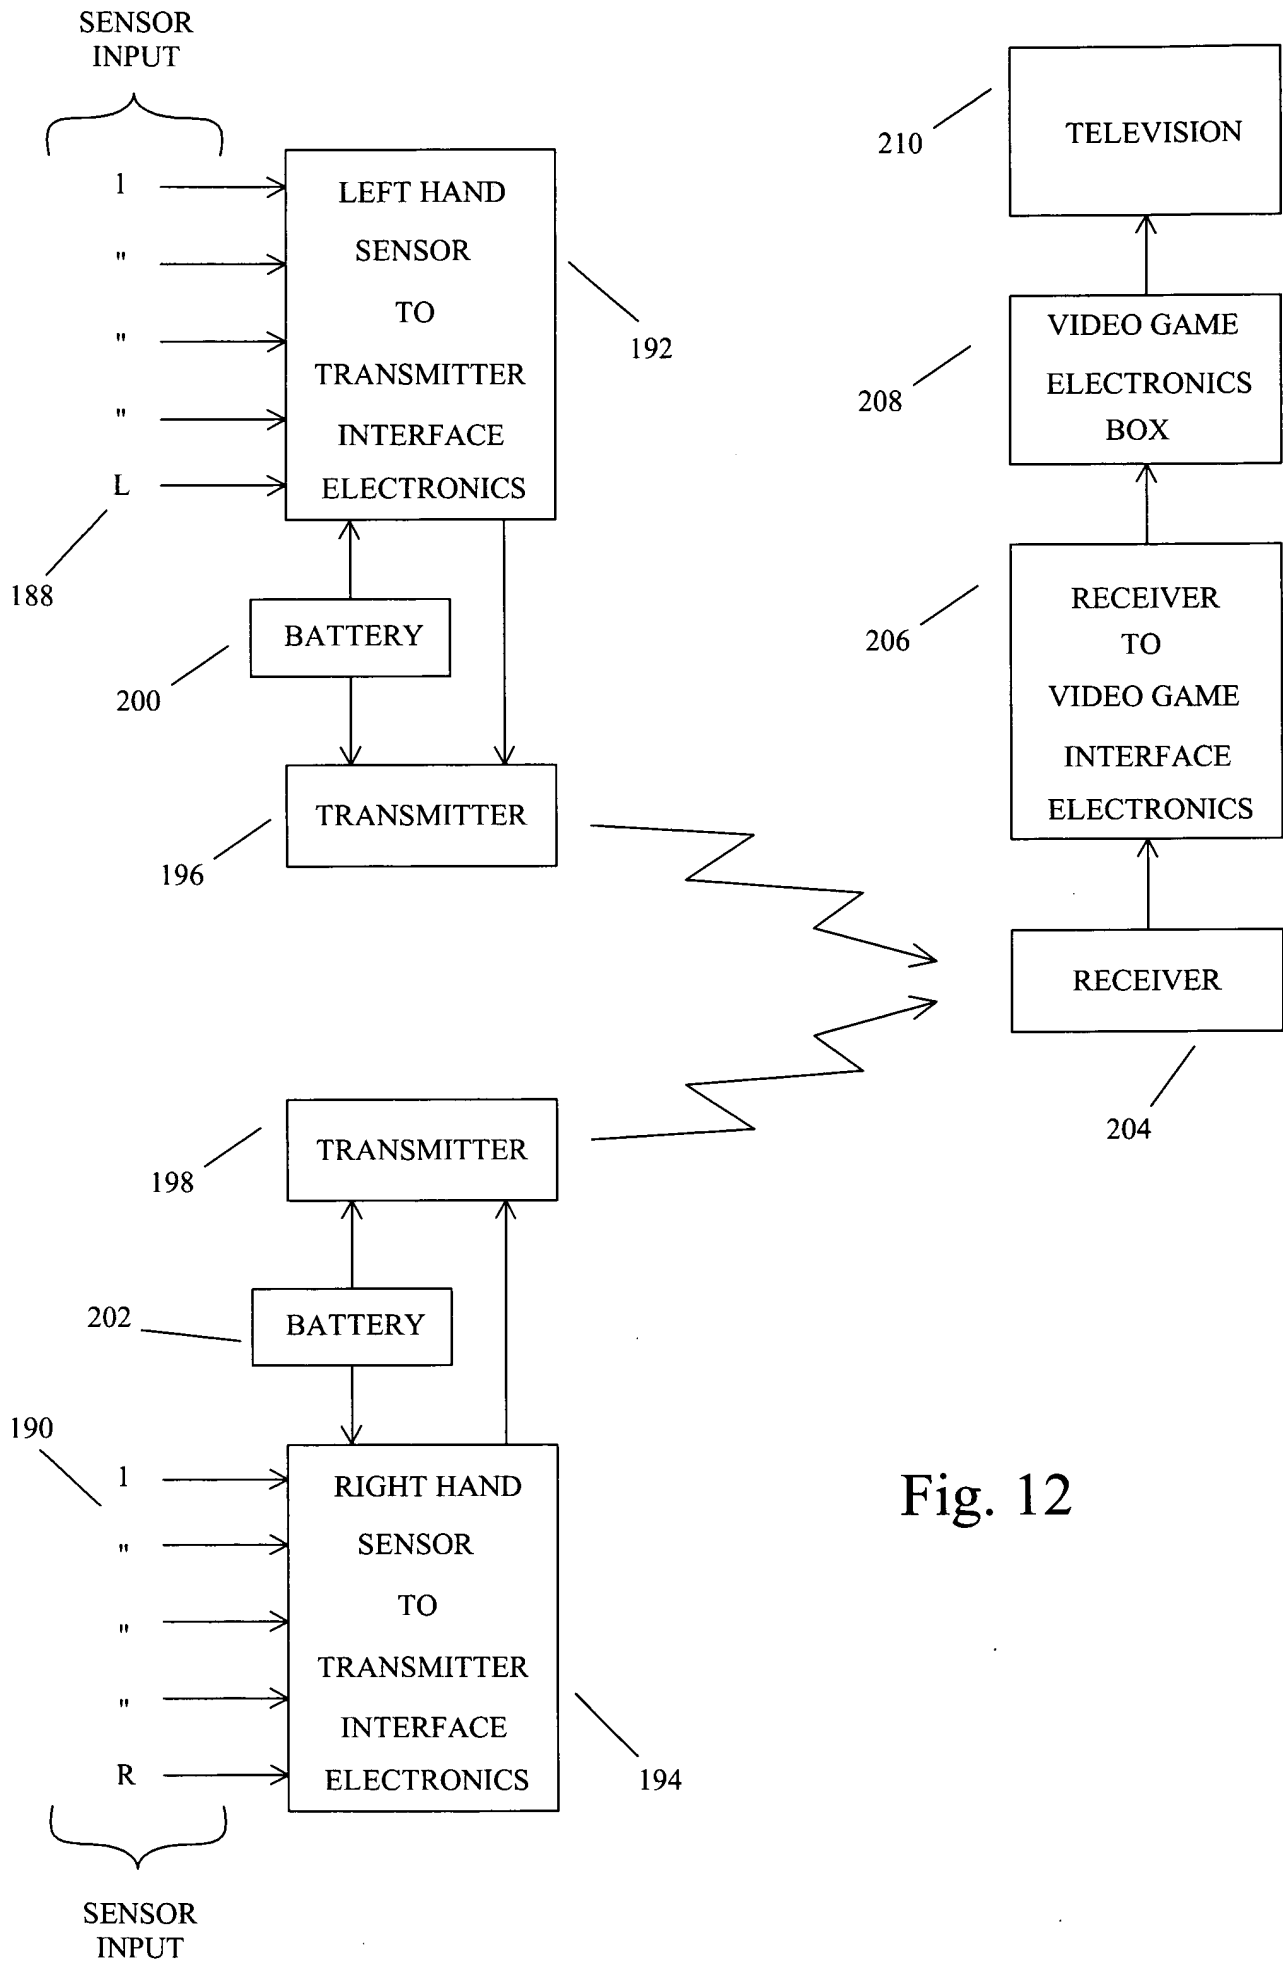 SENSOR
INPUT
1
"
"
"
L
188
LEFT HAND
SENSOR
TO
TRANSMITTER
INTERFACE
ELECTRONICS
192
BATTERY
200
TRANSMITTER
196
TRANSMITTER
198
BATTERY
202
190
1
"
"
"
R
RIGHT HAND
SENSOR
TO
TRANSMITTER
INTERFACE
ELECTRONICS
194
SENSOR
INPUT
TELEVISION
210
VIDEO GAME
ELECTRONICS
BOX
208
RECEIVER
TO
VIDEO GAME
INTERFACE
ELECTRONICS
206
RECEIVER
204
Fig. 12